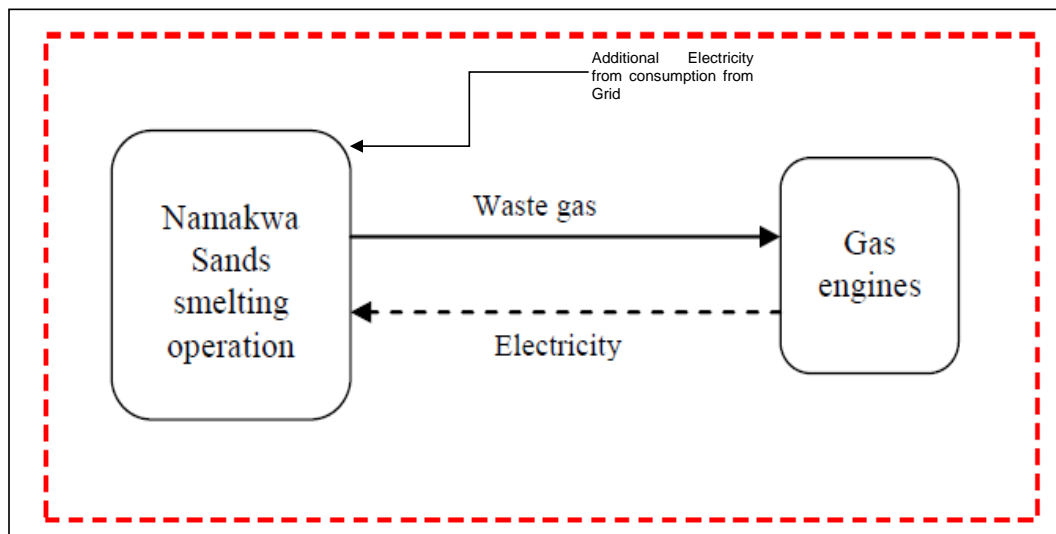 Additional Electricity
from consumption from
Grid
Namakwa
Sands
smelting
operation
Waste gas
Electricity
Gas
engines